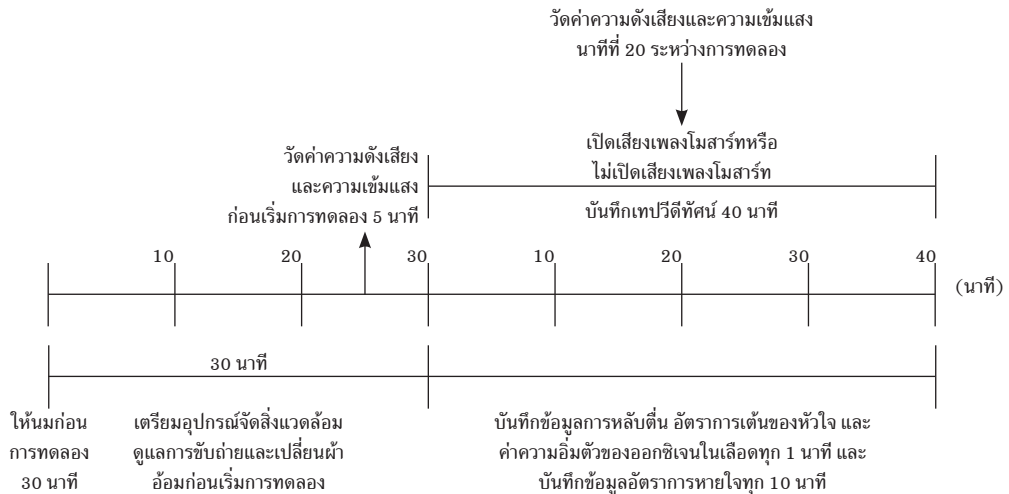 วัดค่าความดังเสียงและความเข้มแสง
นาทีที่ 20 ระหว่างการทดลอง
เปิดเสียงเพลงโมสาร์ทหรือ
ไม่เปิดเสียงเพลงโมสาร์ท
วัดค่าความดังเสียง
และความเข้มแสง
ก่อนเริ่มการทดลอง 5 นาที
บันทึกเทปวีดีทัศน์ 40 นาที
10 20 30 10 20 30 40
(นาที)
30 นาที
ให้นมก่อน
การทดลอง
30 นาที
เตรียมอุปกรณ์จัดสิ่งแวดล้อม
ดูแลการขับถ่ายและเปลี่ยนผ้า
อ้อมก่อนเริ่มการทดลอง
บันทึกข้อมูลการหลับตื่น อัตราการเต้นของหัวใจ และ
ค่าความอิ่มตัวของออกซิเจนในเลือดทุก 1 นาที และ
บันทึกข้อมูลอัตราการหายใจทุก 10 นาที